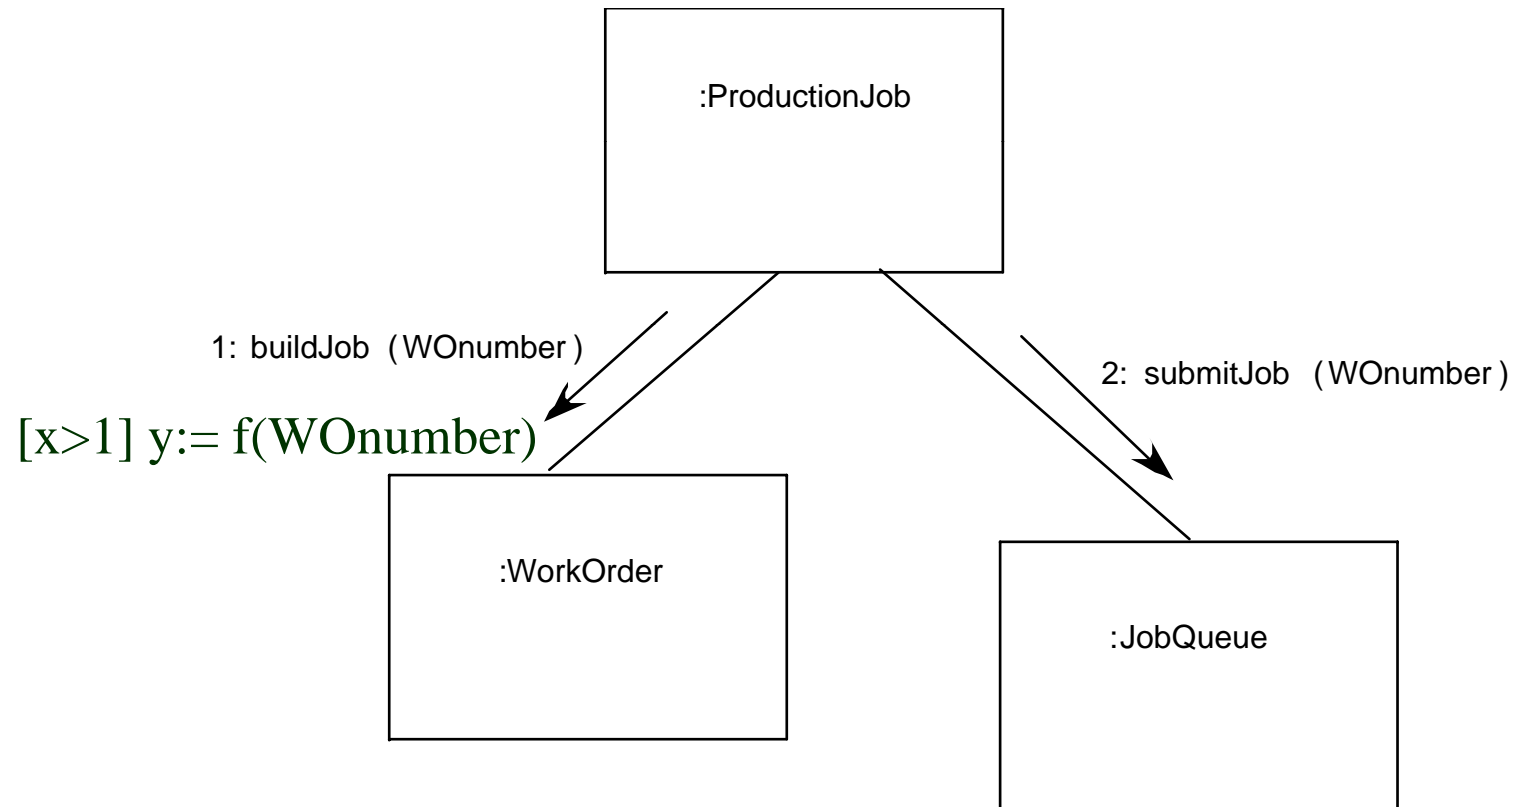 :ProductionJob
1: buildJob (WOnumber)
2: submitJob (WOnumber)
[x>1] y:= f(WOnumber)
:WorkOrder
:JobQueue